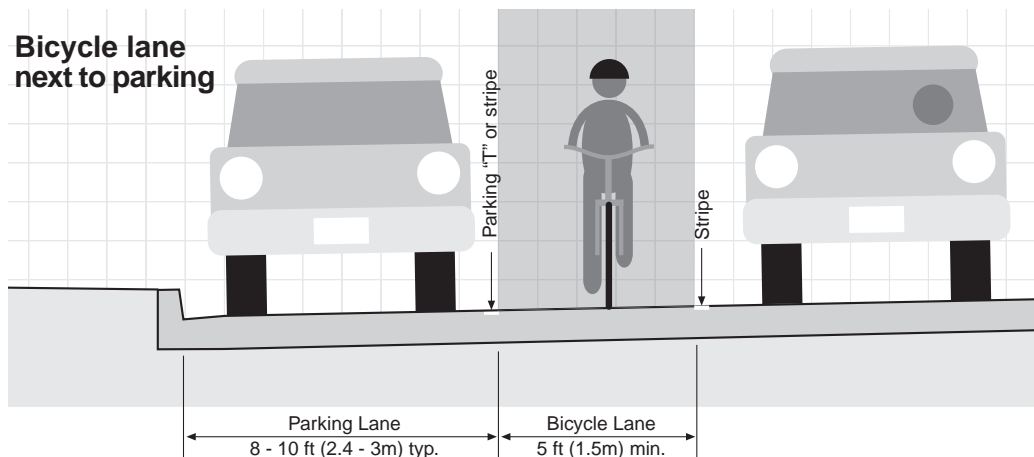 Bicycle lane
next to parking
Parking “T” or stripe
Stripe
Parking Lane
8 - 10 ft (2.4 - 3m) typ.
Bicycle Lane
5 ft (1.5m) min.